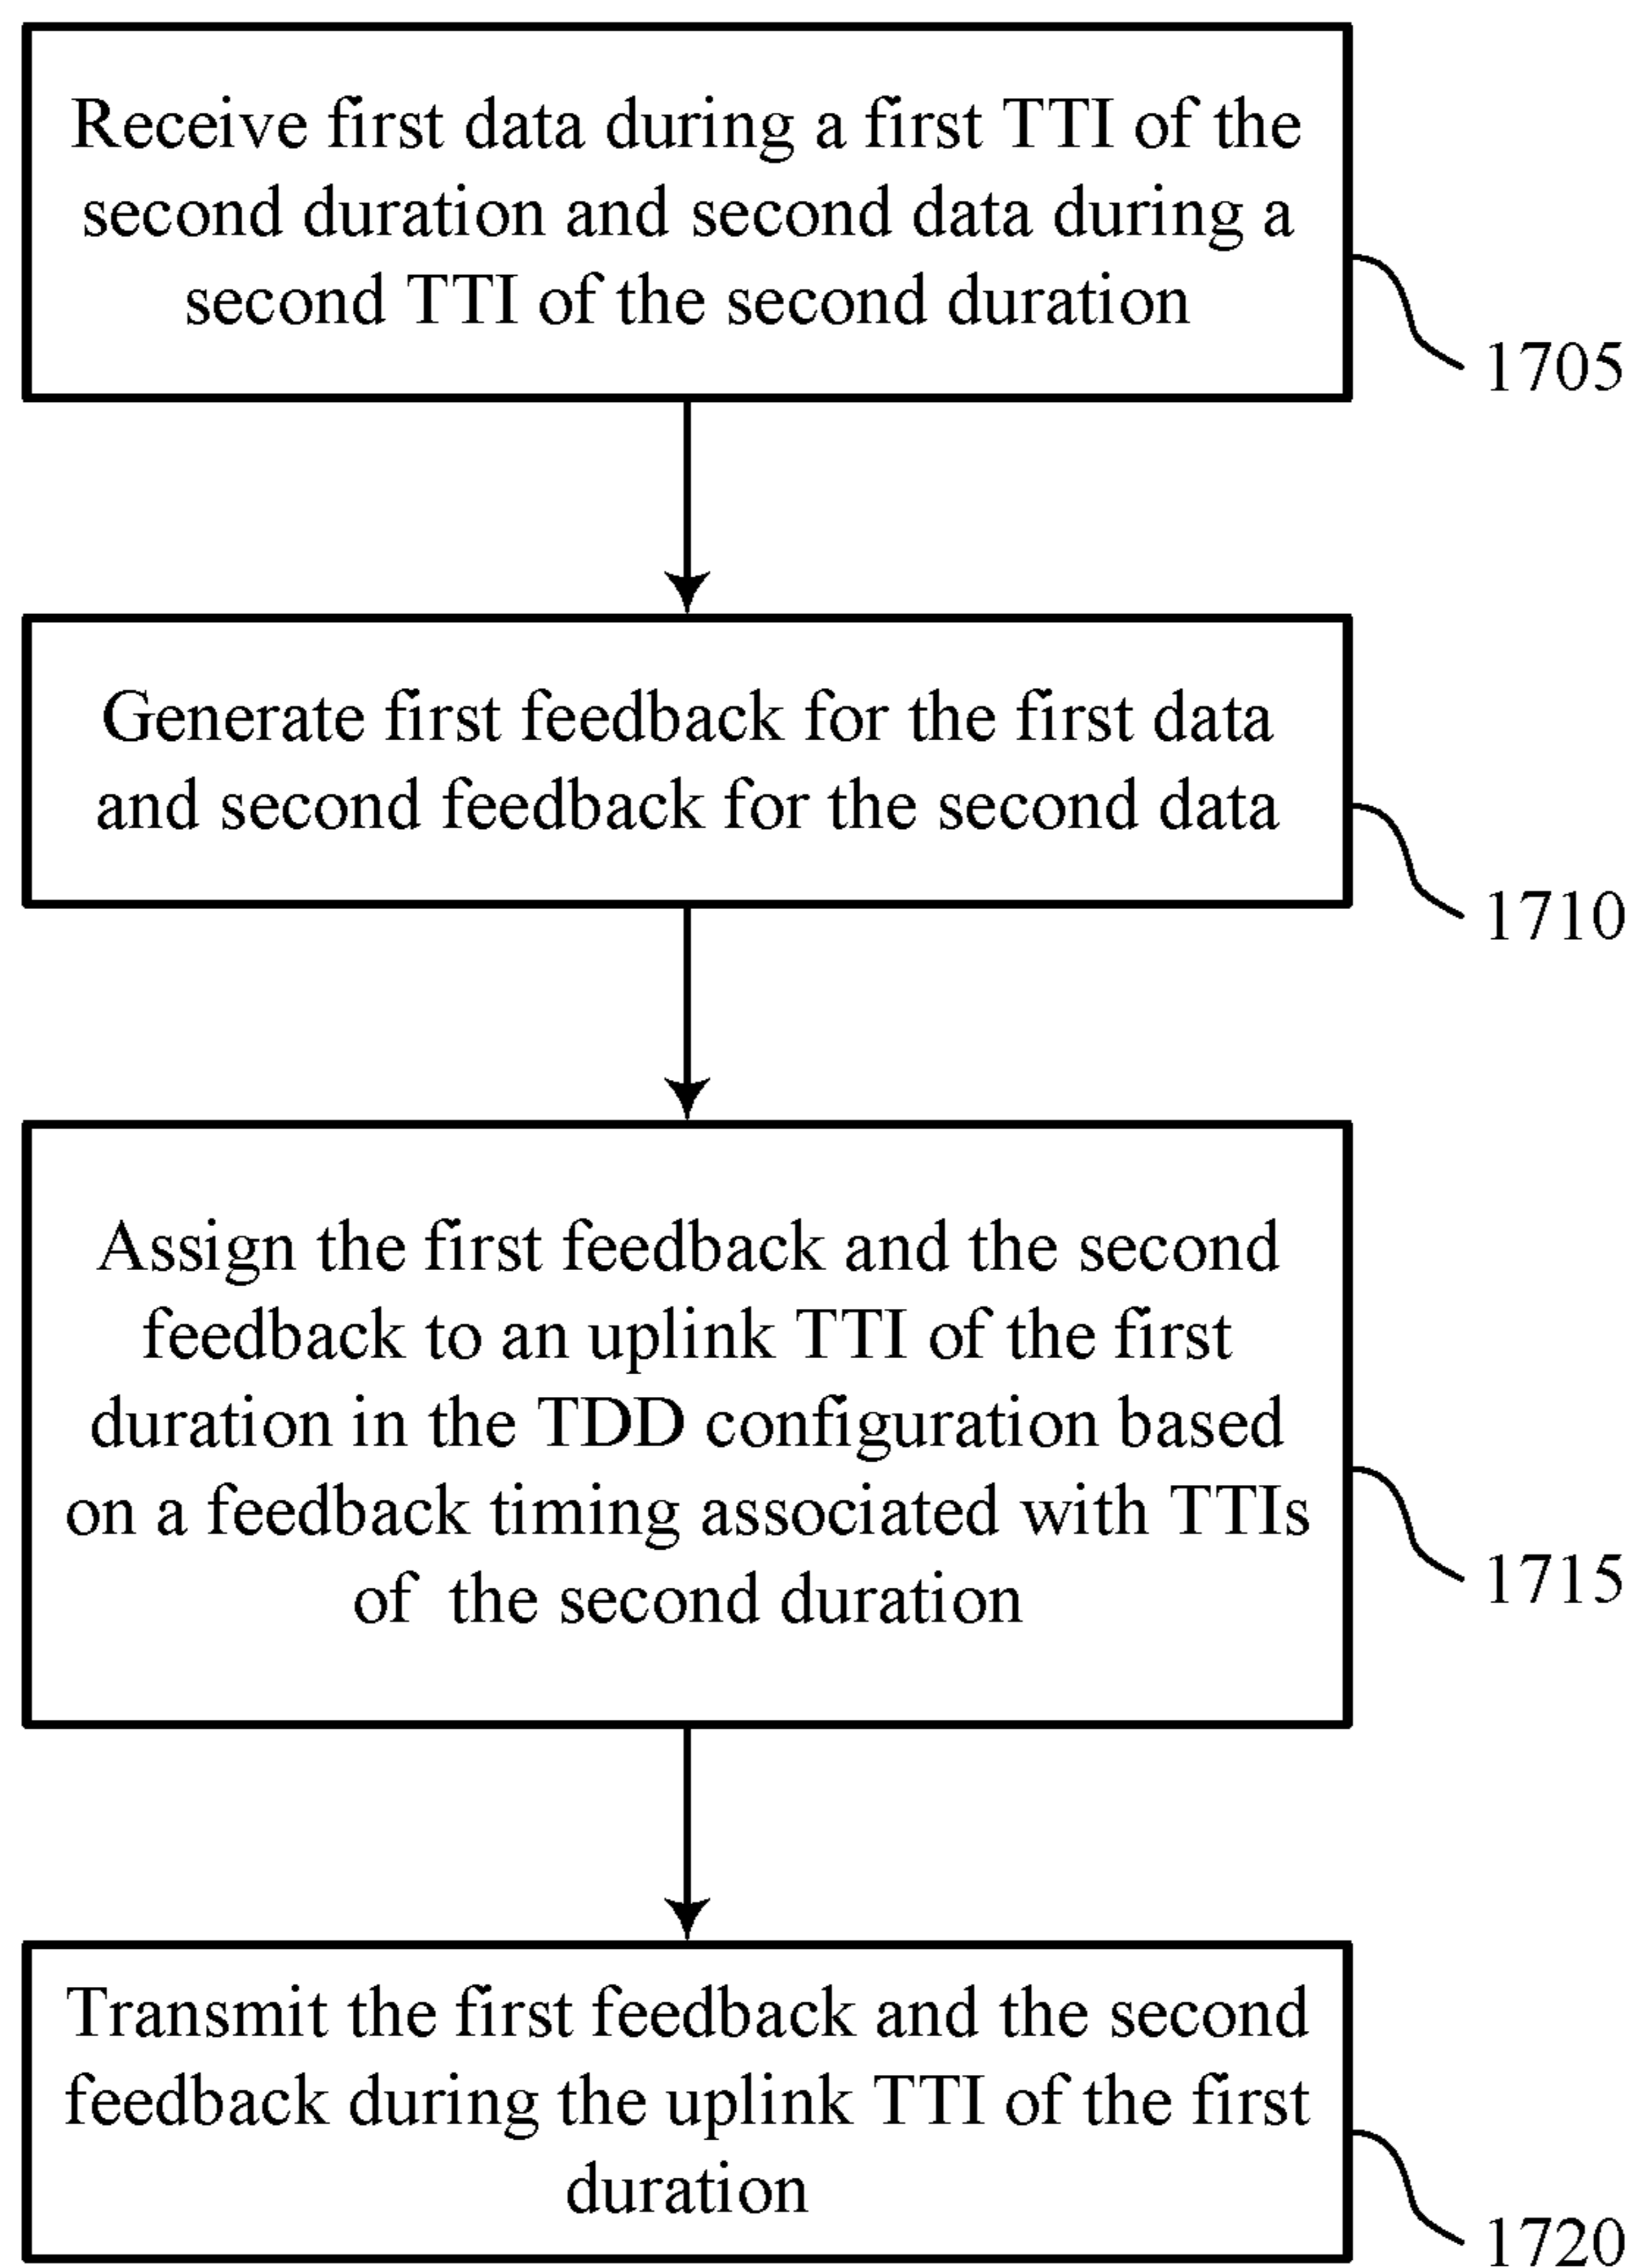 Receive first data during a first TTI of the
second duration and second data during a
second TTI of the second duration
1705
Generate first feedback for the first data
and second feedback for the second data
1710
Assign the first feedback and the second
feedback to an uplink TTI of the first
duration in the TDD configuration based
on a feedback timing associated with TTIs
of the second duration
1715
Transmit the first feedback and the second
feedback during the uplink TTI of the first
duration
1720